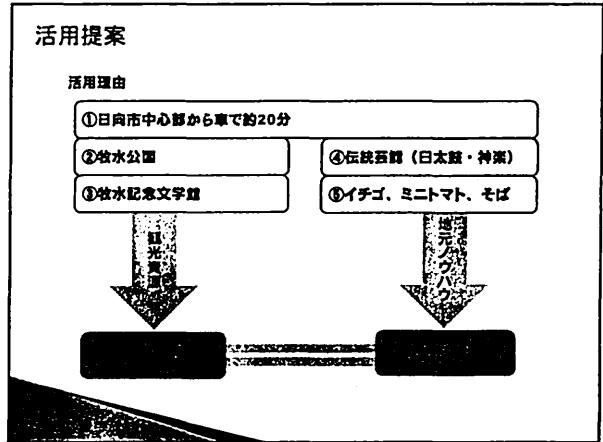 活用提案
活用理由
①日向市中心部から車で約20分
②牧水公園
③牧水記念文学館
④伝統芸能（臼太鼓・神楽）
⑤イチゴ、ミニトマト、そば
観光資源
地元ノウハウ